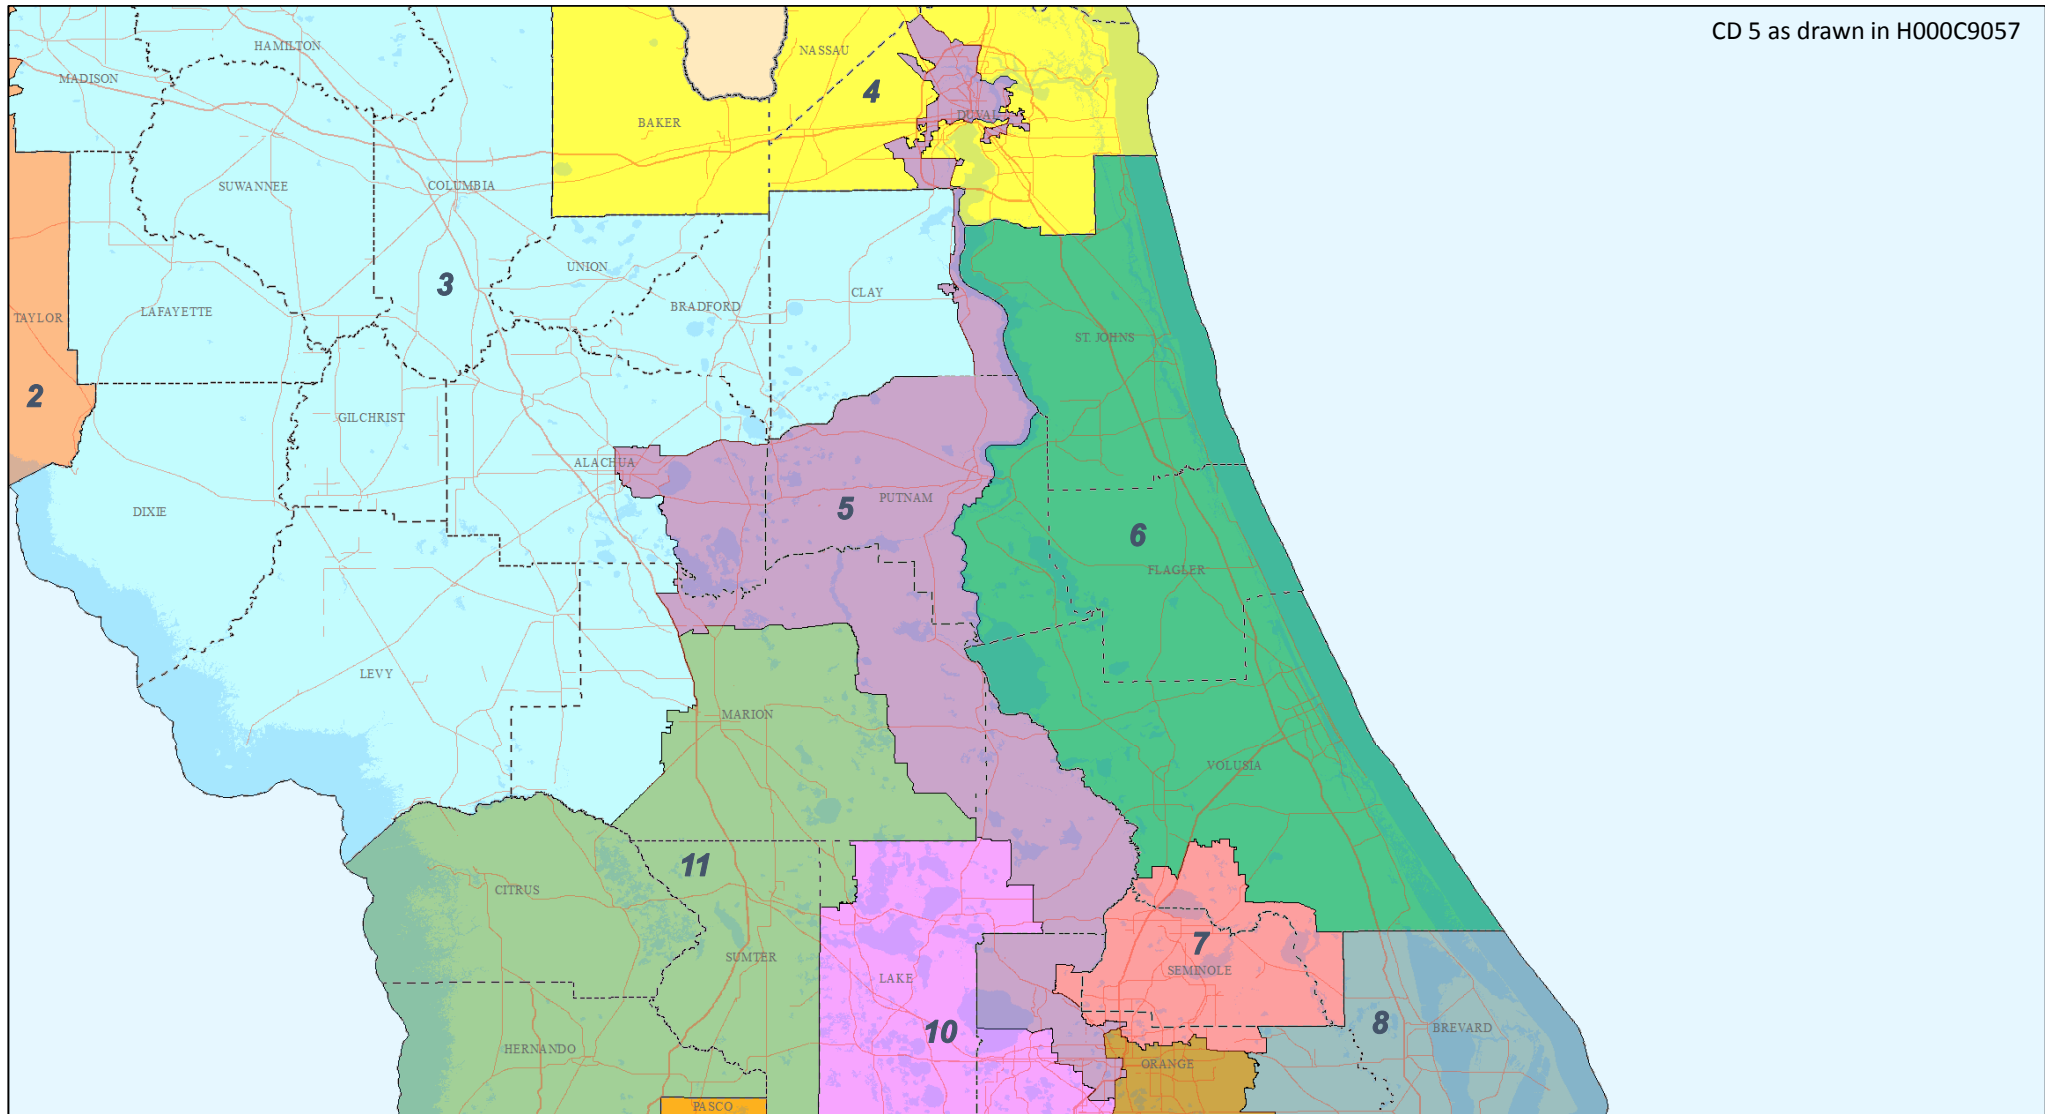 CD 5 as drawn in H000C9057
HAMILTON
NASSAU
MADISON
4
BAKER
DUVAL
SUWANNEE
COLUMBIA
UNION
3
CLAY
BRADFORD
LAFAYETTE
TAYLOR
ST. JOHNS
2
GILCHRIST
ALACHUA
PUTNAM
5
DIXIE
6
FLAGLER
LEVY
MARION
VOLUSIA
11
CITRUS
7
SUMTER
SEMINOLE
LAKE
8
BREVARD
10
HERNANDO
ORANGE
PASCO